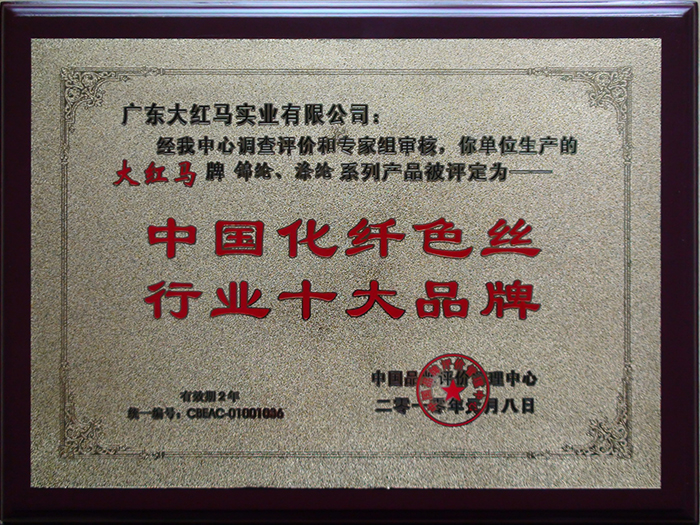 广东大红马实业有限公司：
经我中心调查评价和专家组审核，你单位生产的
大红马牌 锦纶、涤纶系列产品被评定为——
中国化纤色丝
行业十大品牌
有效期2年
统一编号：CBEAC-01001036
中国品 评价 理中心
二零一零年 月八日